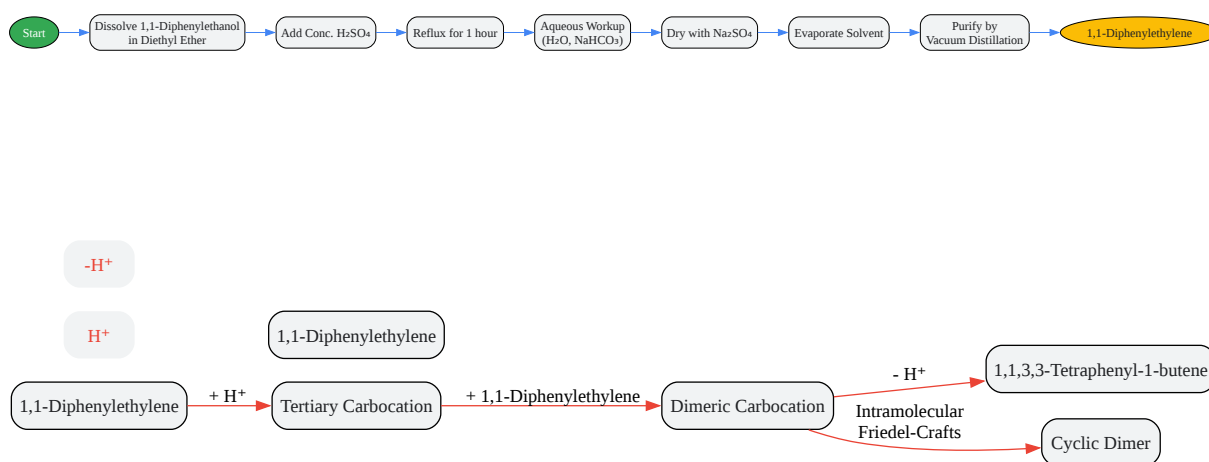 Start
Dissolve 1,1-Diphenylethanol
in Diethyl Ether
Add Conc. H₂SO₄
Reflux for 1 hour
Aqueous Workup
(H₂O, NaHCO₃)
Dry with Na₂SO₄
Evaporate Solvent
Purify by
Vacuum Distillation
1,1-Diphenylethylene
-H⁺
H⁺
1,1-Diphenylethylene
1,1-Diphenylethylene
+ H⁺
Tertiary Carbocation
+ 1,1-Diphenylethylene
Dimeric Carbocation
- H⁺
1,1,3,3-Tetraphenyl-1-butene
Intramolecular
Friedel-Crafts
Cyclic Dimer